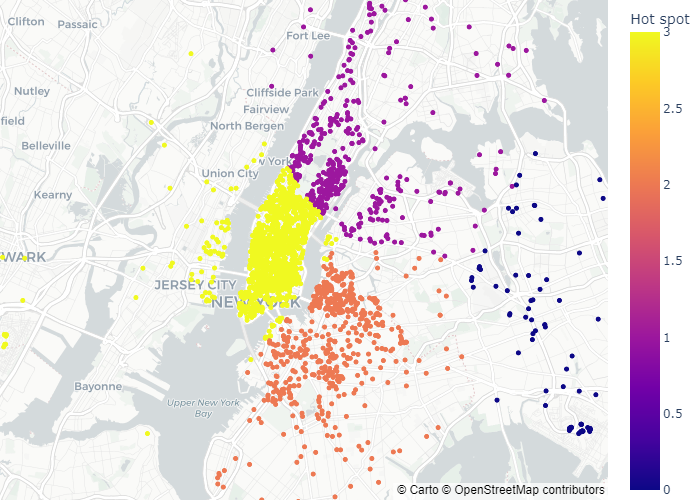 Clifton
Passaic
Fort Lee
Hot spot
3
Nutley
Cliffside Park
Fairview
2.5
field
North Bergen
Belleville
w York
Union City
2
Kearny
WARK
1.5
JERSEY CITY
NEW YORK
1
Bayonne
Upper New York
Bay
0.5
0
© Carto © OpenStreetMap contributors